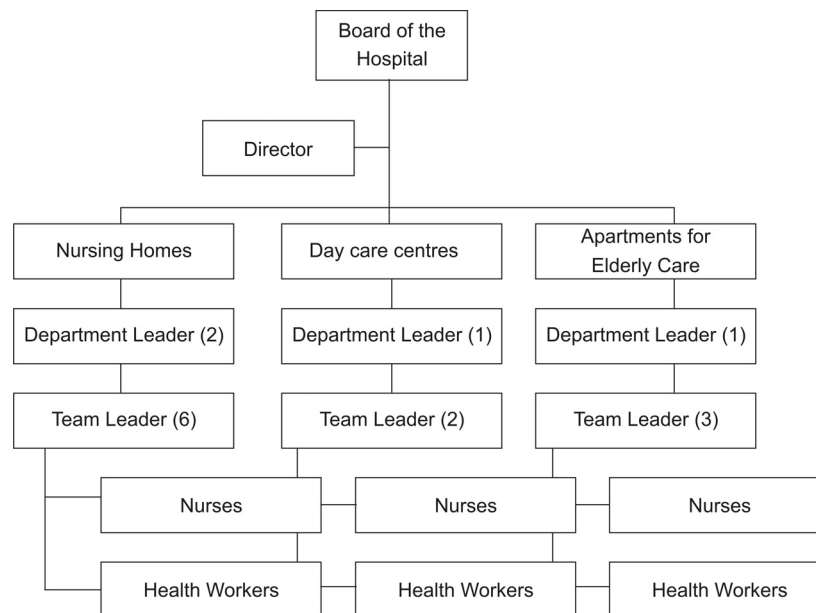 Board of the
Hospital
Director
Nursing Homes
Day care centres
Apartments for
Elderly Care
Department Leader (2)
Department Leader (1)
Department Leader (1)
Team Leader (6)
Team Leader (2)
Team Leader (3)
Nurses
Nurses
Nurses
Health Workers
Health Workers
Health Workers